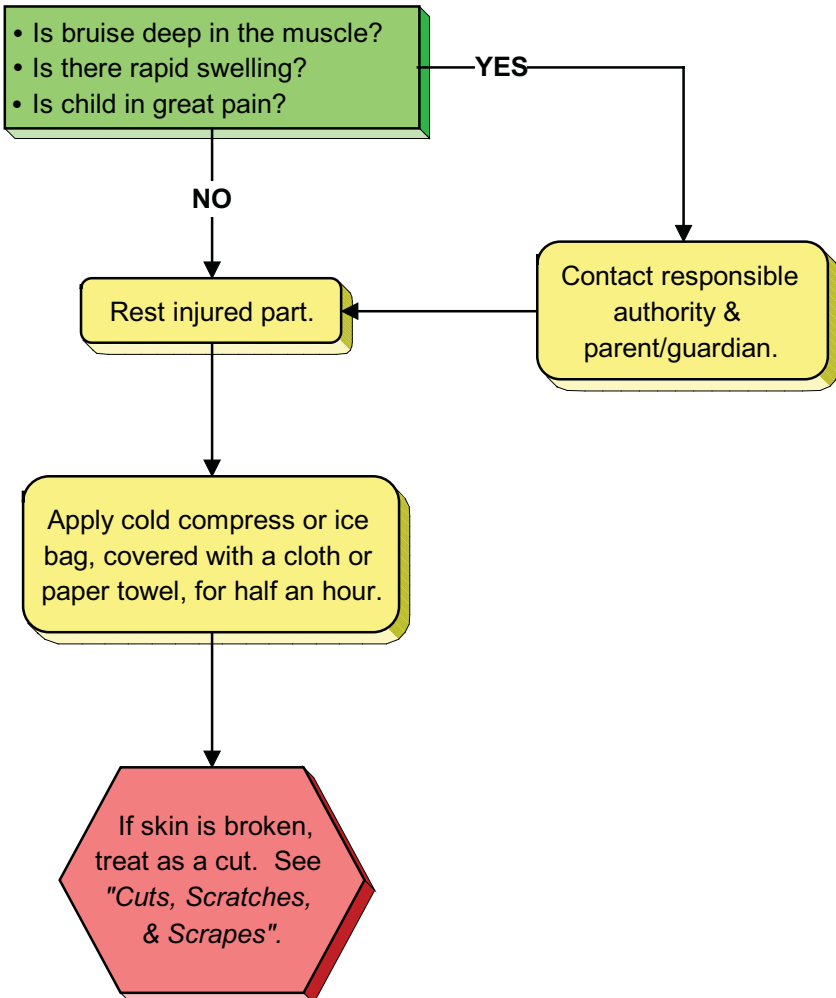 • Is bruise deep in the muscle?
• Is there rapid swelling?
• Is child in great pain?
YES
NO
Contact responsible
authority &
parent/guardian.
Rest injured part.
Apply cold compress or ice
bag, covered with a cloth or
paper towel, for half an hour.
If skin is broken,
treat as a cut.  See
"Cuts, Scratches,
& Scrapes".